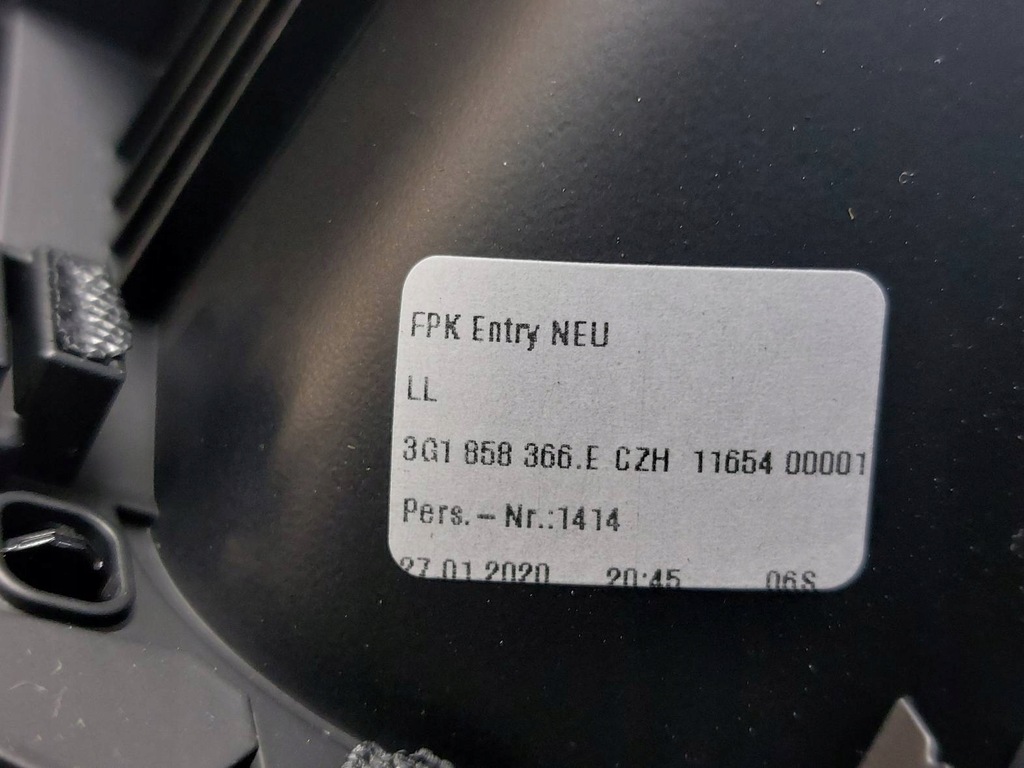 FPK Entry NEU
LL
3G1 858 366.E CZH 11654 00001
Pers.- Nr.:1414
27.01.2020 20:45 06S